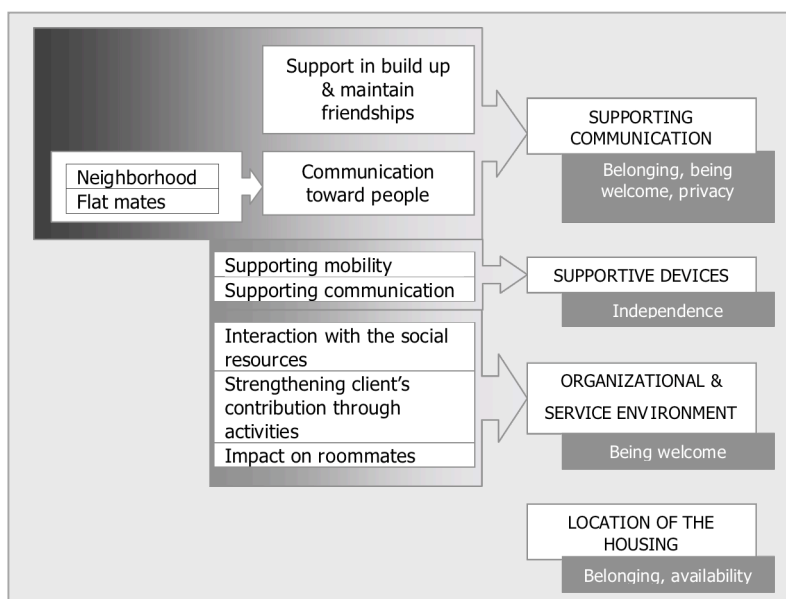 Support in build up
& maintain
friendships
Neighborhood
Flat mates
Communication
toward people
SUPPORTING
COMMUNICATION
Belonging, being
welcome, privacy
Supporting mobility
Supporting communication
SUPPORTIVE DEVICES
Independence
Interaction with the social
resources
Strengthening client's
contribution through
activities
Impact on roommates
ORGANIZATIONAL &
SERVICE ENVIRONMENT
Being welcome
LOCATION OF THE
HOUSING
Belonging, availability